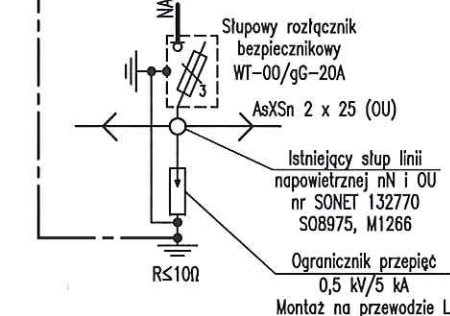 NA
Słupowy rozłącznik
bezpiecznikowy
WT-00/gG-20A
3
AsXSn 2 x 25 (OU)
Istniejący słup linii
napowietrznej nN i OU
nr SONET 132770
SO8975, M1266
Ogranicznik przepięć
0,5 kV/5 kA
Montaż na przewodzie L
R≤10Ω